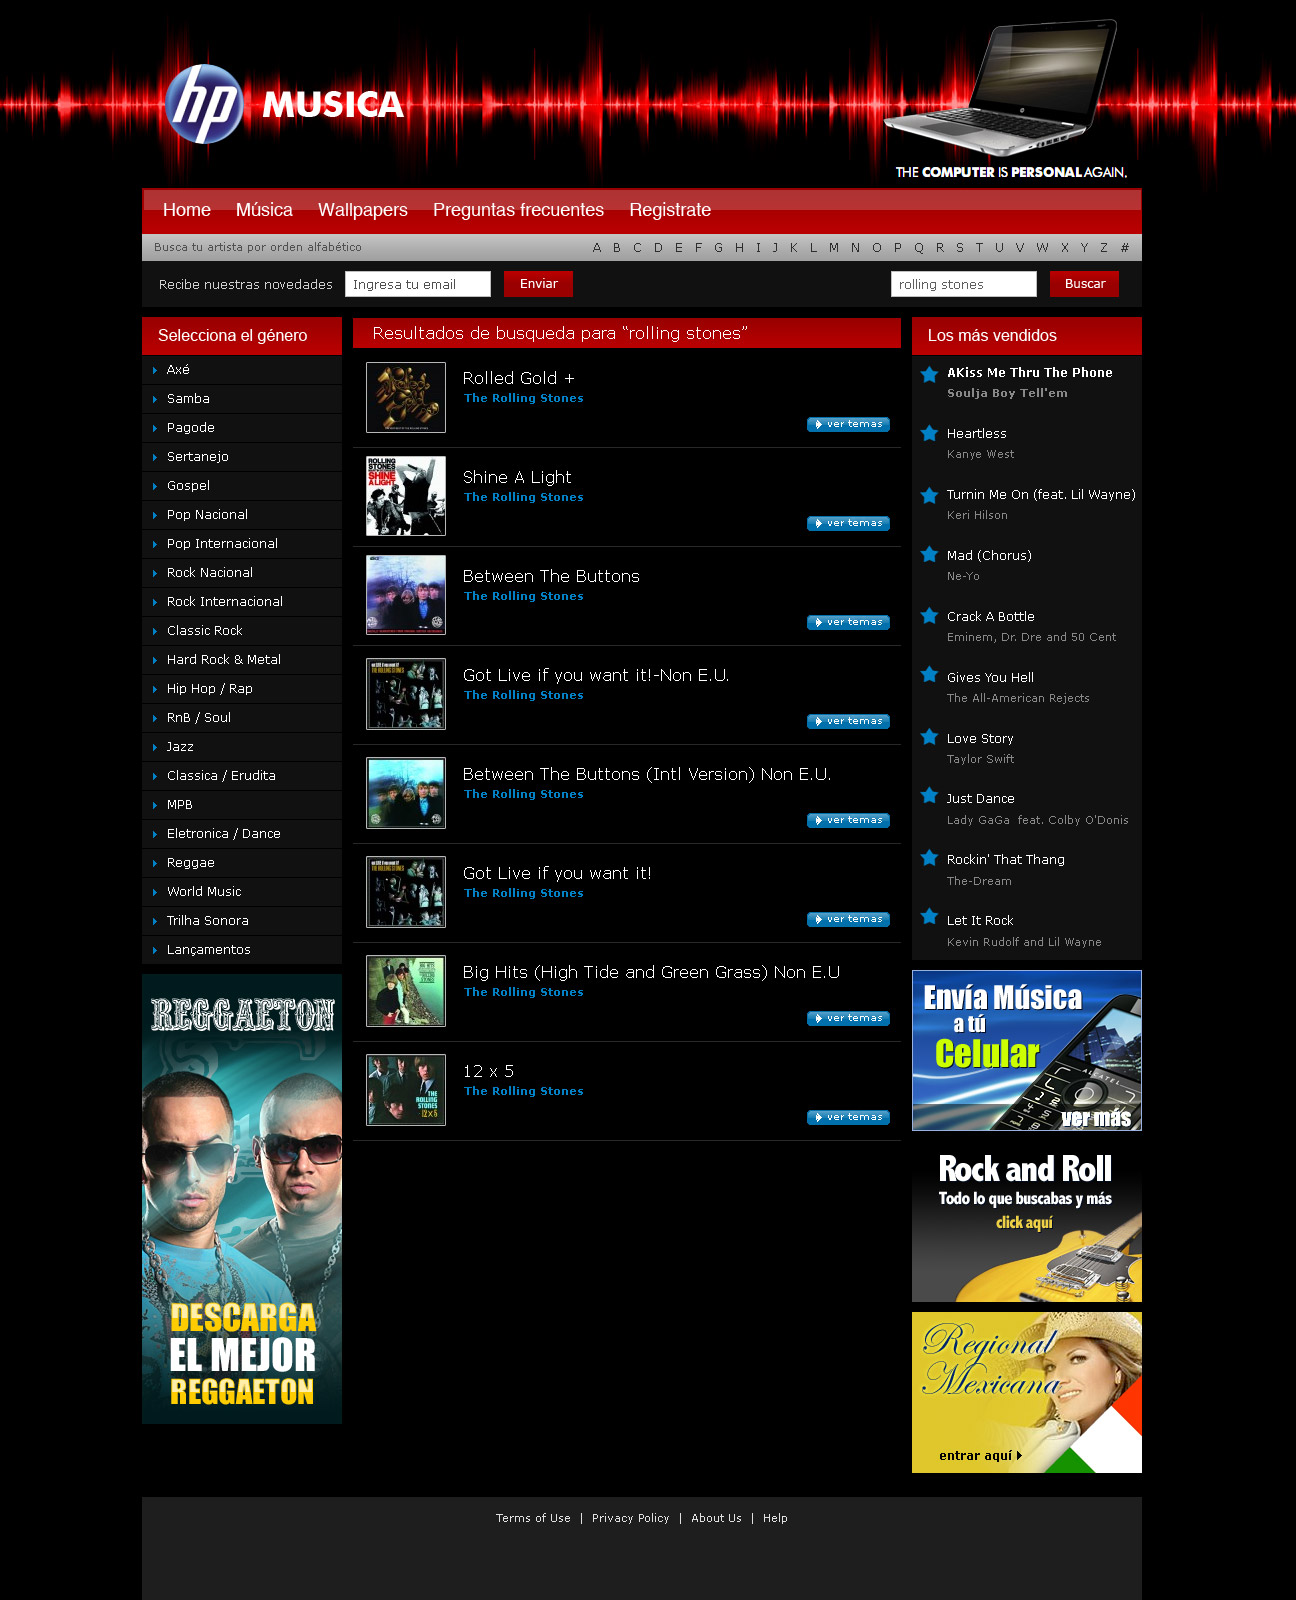 hp MUSICA
THE COMPUTER IS PERSONAL AGAIN.
Home Música Wallpapers Preguntas frecuentes Registrate
Busca tu artista por orden alfabético
A B C D E F G H I J K L M N O P Q R S T U V W X Y Z #
Recibe nuestras novedades Ingresa tu email Enviar
rolling stones Buscar
Selecciona el género
Axé
Samba
Pagode
Sertanejo
Gospel
Pop Nacional
Pop Internacional
Rock Nacional
Rock Internacional
Classic Rock
Hard Rock & Metal
Hip Hop / Rap
RnB / Soul
Jazz
Classica / Erudita
MPB
Eletronica / Dance
Reggae
World Music
Trilha Sonora
Lançamentos
REGGAETON
DESCARGA
EL MEJOR
REGGAETON
Resultados de busqueda para “rolling stones”
Rolled Gold +
The Rolling Stones
ver temas
ROLLING
STONES
SHINE
A LIGHT
Shine A Light
The Rolling Stones
ver temas
Between The Buttons
The Rolling Stones
ver temas
Got Live if you want it!-Non E.U.
The Rolling Stones
ver temas
Between The Buttons (Intl Version) Non E.U.
The Rolling Stones
ver temas
Got Live if you want it!
The Rolling Stones
ver temas
Big Hits (High Tide and Green Grass) Non E.U
The Rolling Stones
ver temas
THE
ROLLING
STONES
12x5
12 x 5
The Rolling Stones
ver temas
Los más vendidos
AKiss Me Thru The Phone
Soulja Boy Tell'em
Heartless
Kanye West
Turnin Me On (feat. Lil Wayne)
Keri Hilson
Mad (Chorus)
Ne-Yo
Crack A Bottle
Eminem, Dr. Dre and 50 Cent
Gives You Hell
The All-American Rejects
Love Story
Taylor Swift
Just Dance
Lady GaGa feat. Colby O'Donis
Rockin' That Thang
The-Dream
Let It Rock
Kevin Rudolf and Lil Wayne
Envía Música
a tú
Celular
ALCATEL
ver más
Rock and Roll
Todo lo que buscabas y más
click aquí
Regional
Mexicana
entrar aquí
Terms of Use | Privacy Policy | About Us | Help